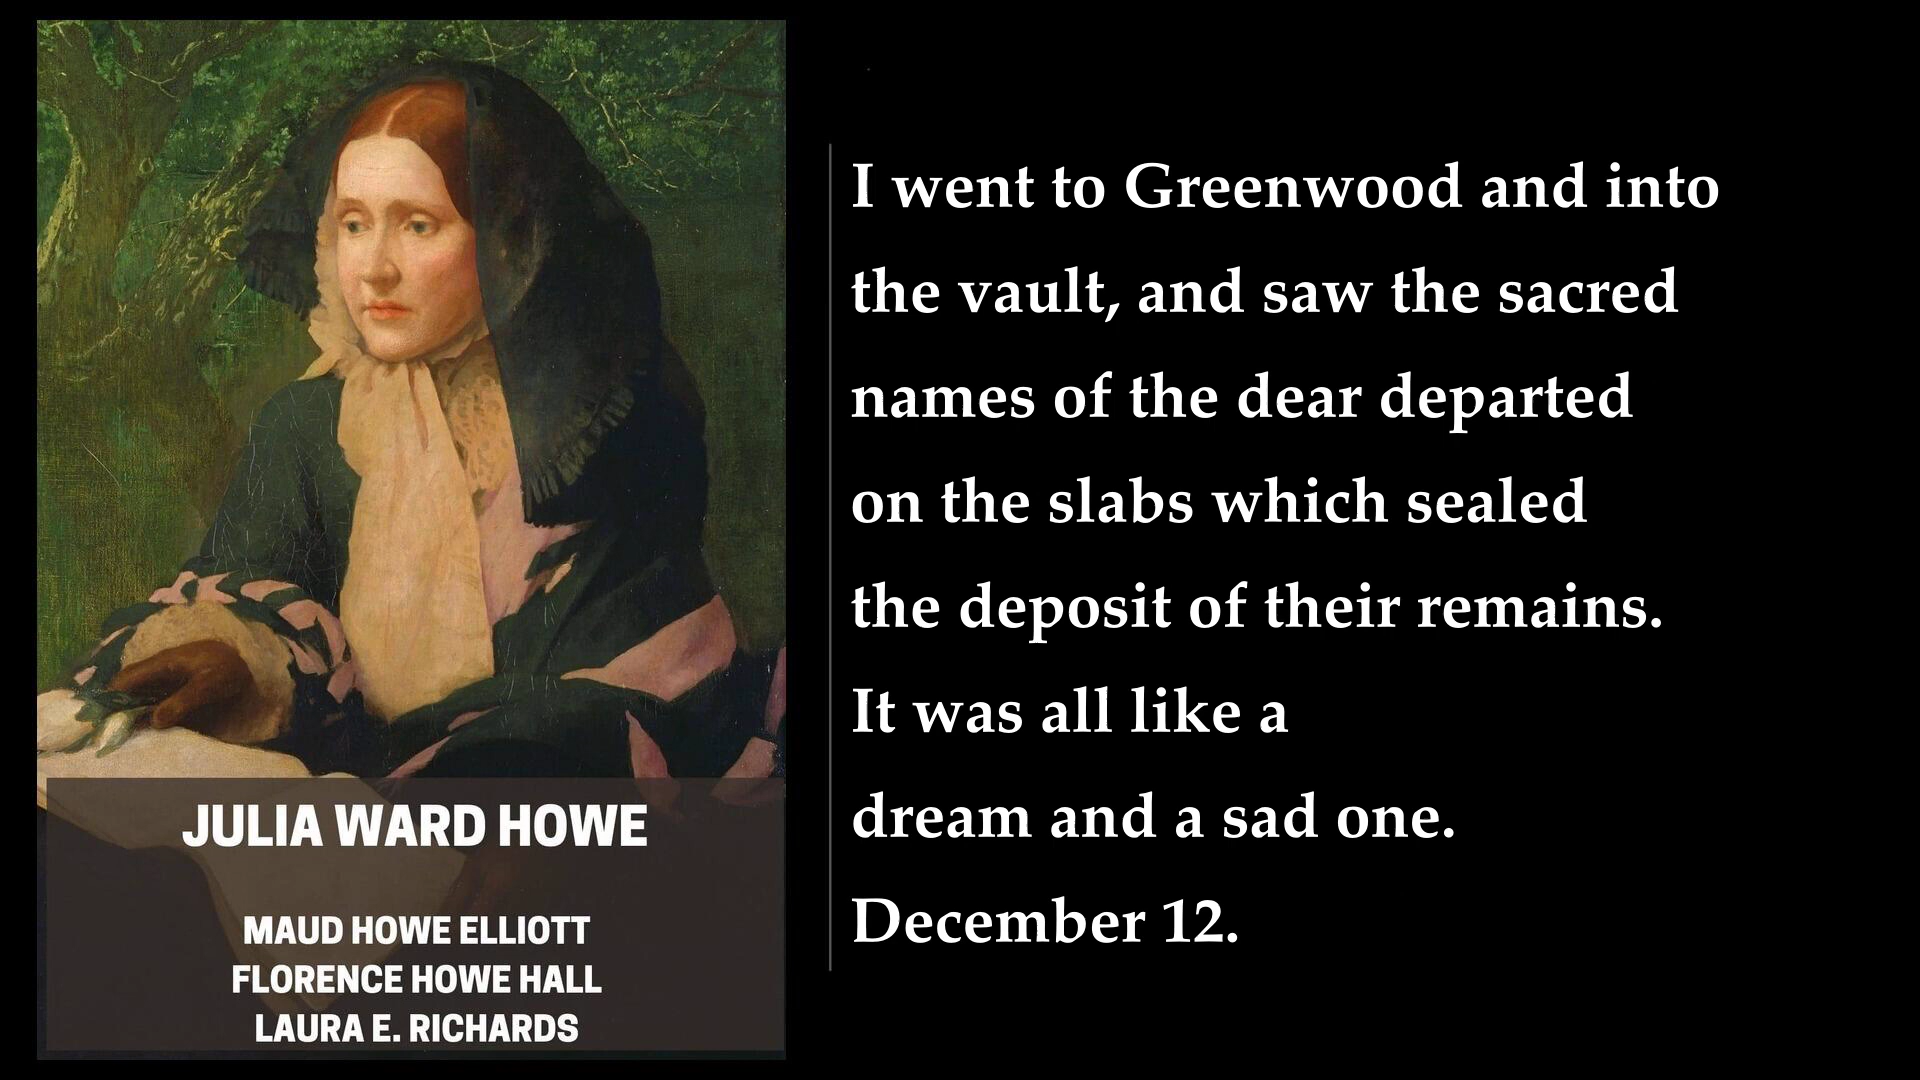 JULIA WARD HOWE
MAUD HOWE ELLIOTT
FLORENCE HOWE HALL
LAURA E. RICHARDS
I went to Greenwood and into
the vault, and saw the sacred
names of the dear departed
on the slabs which sealed
the deposit of their remains.
It was all like a
dream and a sad one.
December 12.